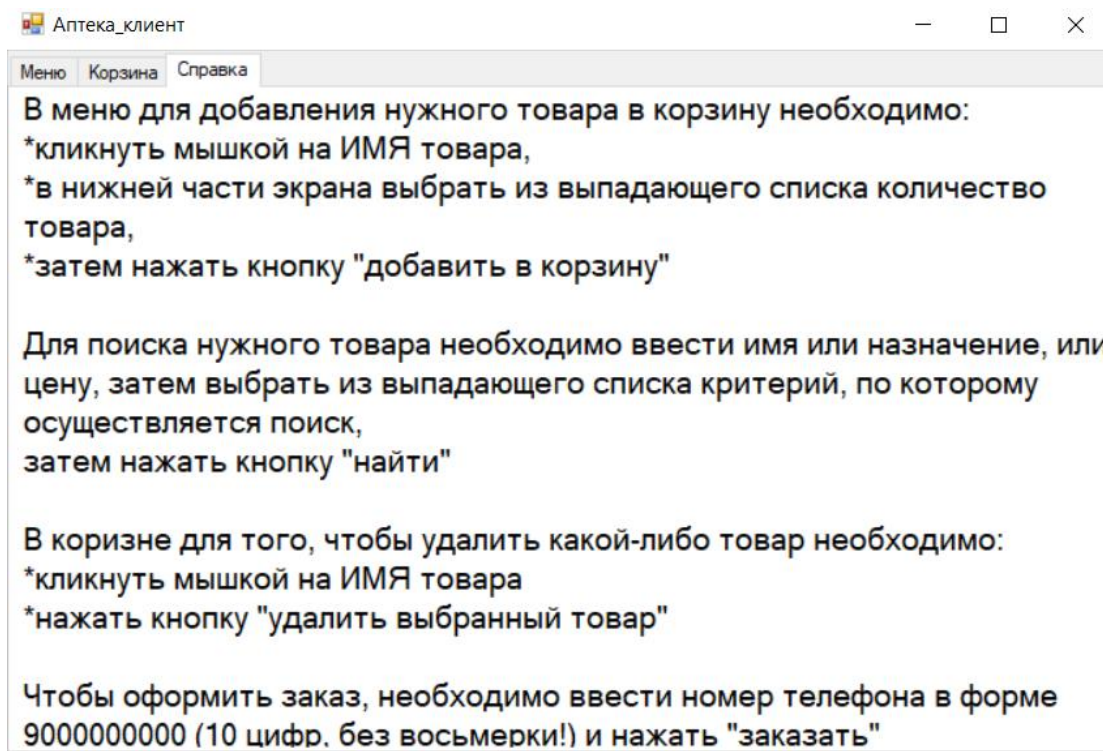 Аптека_клиент
Меню Корзина Справка
В меню для добавления нужного товара в корзину необходимо:
*кликнуть мышкой на ИМЯ товара,
*в нижней части экрана выбрать из выпадающего списка количество
товара,
*затем нажать кнопку "добавить в корзину"
Для поиска нужного товара необходимо ввести имя или назначение, или
цену, затем выбрать из выпадающего списка критерий, по которому
осуществляется поиск,
затем нажать кнопку "найти"
В коризне для того, чтобы удалить какой-либо товар необходимо:
*кликнуть мышкой на ИМЯ товара
*нажать кнопку "удалить выбранный товар"
Чтобы оформить заказ, необходимо ввести номер телефона в форме
9000000000 (10 цифр, без восьмерки!) и нажать "заказать"